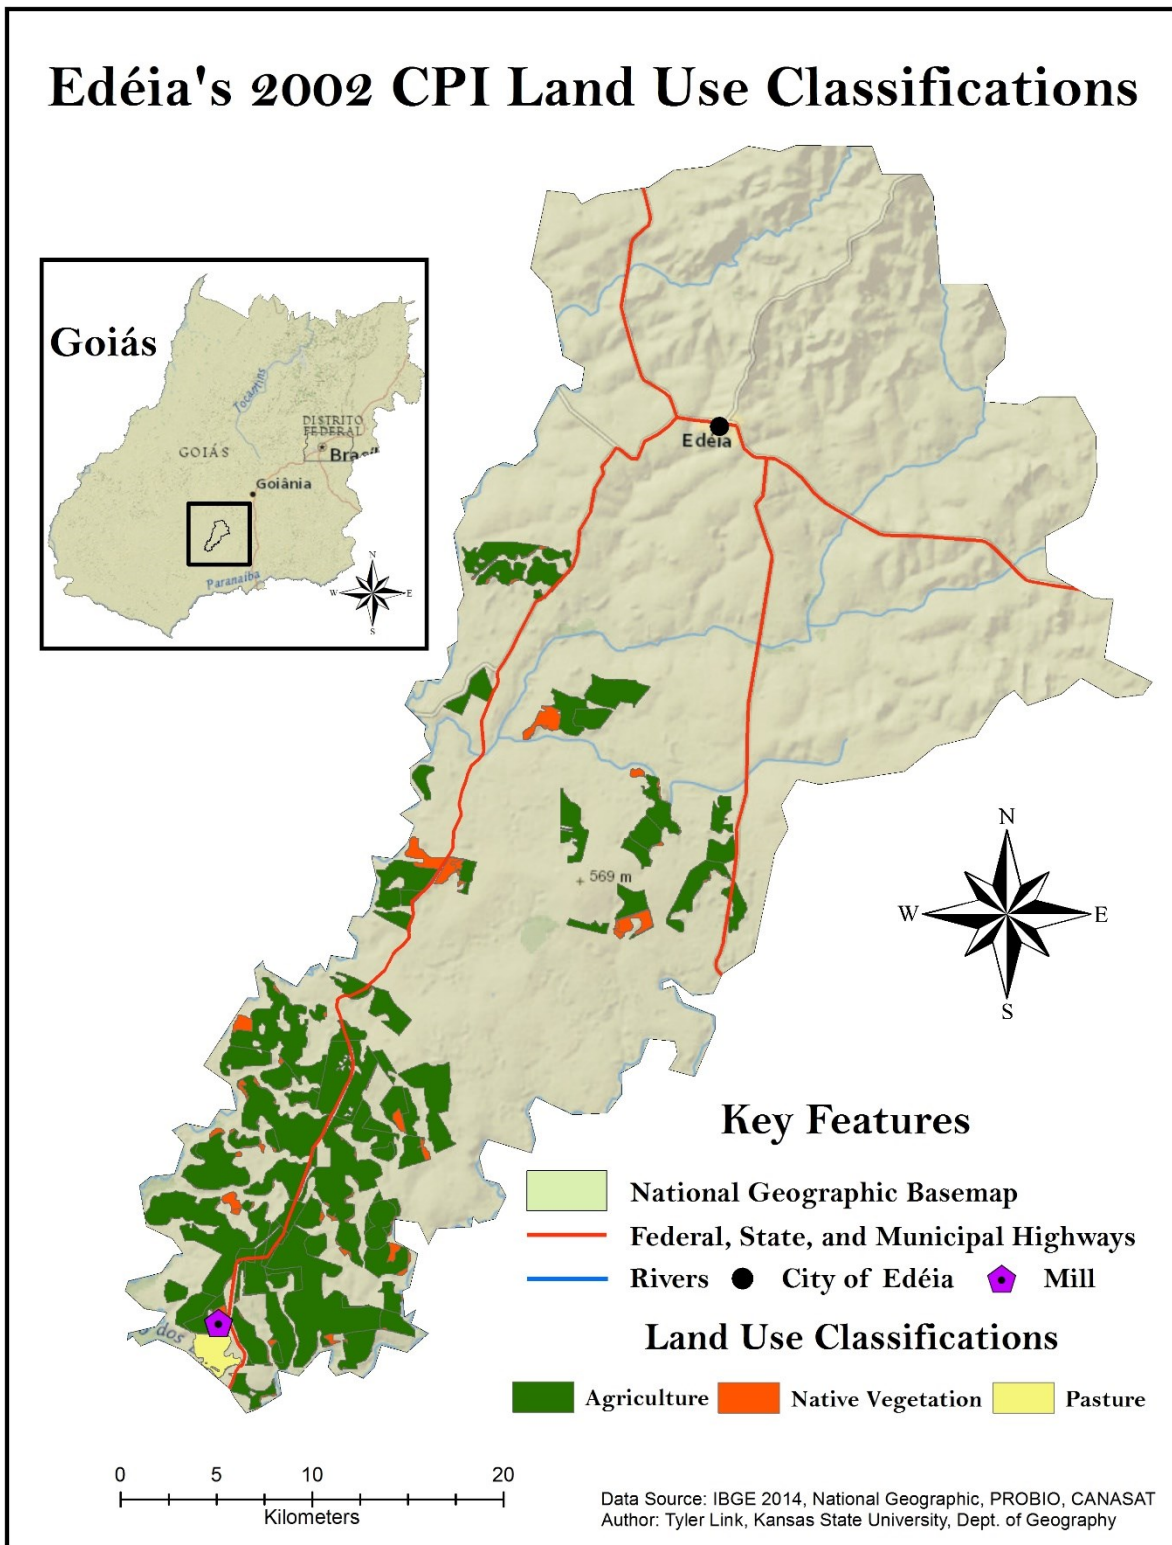 Edéia's 2002 CPI Land Use Classifications
Goiás
Tocantins
DISTRITO
FEDERAL
GOIÁS
Goiânia
Paranaíba
N
W E
S
Edéia
569 m
N
W E
S
dos
Key Features
National Geographic Basemap
Federal, State, and Municipal Highways
Rivers City of Edéia Mill
Land Use Classifications
Agriculture Native Vegetation Pasture
0 5 10 20
Kilometers
Data Source: IBGE 2014, National Geographic, PROBIO, CANASAT
Author: Tyler Link, Kansas State University, Dept. of Geography